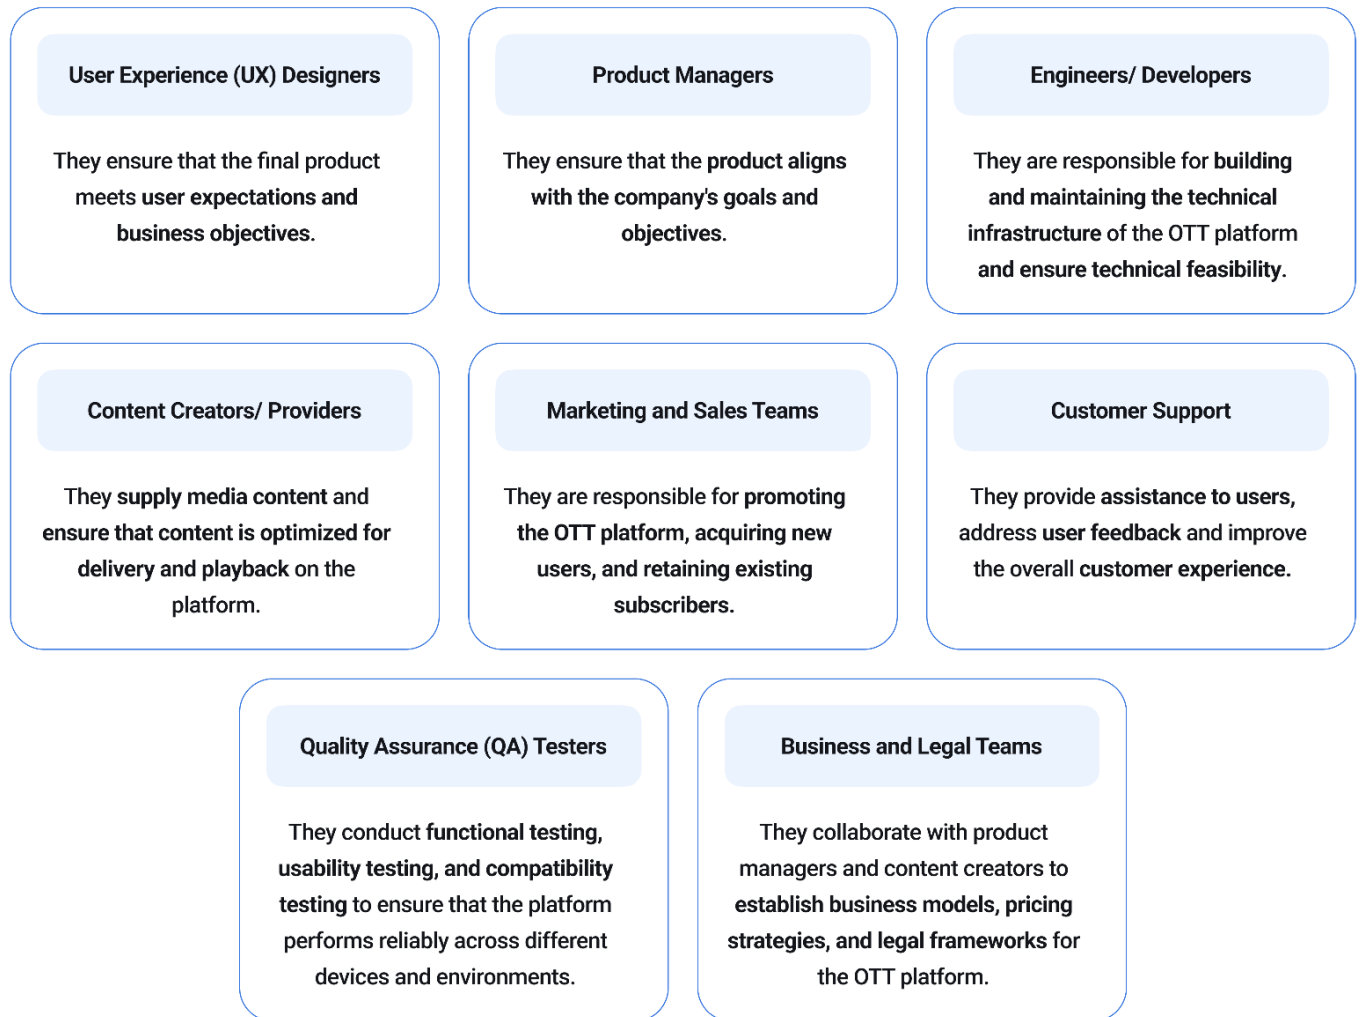 User Experience (UX) Designers
They ensure that the final product
meets user expectations and
business objectives.
Product Managers
They ensure that the product aligns
with the company's goals and
objectives.
Engineers/ Developers
They are responsible for building
and maintaining the technical
infrastructure of the OTT platform
and ensure technical feasibility.
Content Creators/ Providers
They supply media content and
ensure that content is optimized for
delivery and playback on the
platform.
Marketing and Sales Teams
They are responsible for promoting
the OTT platform, acquiring new
users, and retaining existing
subscribers.
Customer Support
They provide assistance to users,
address user feedback and improve
the overall customer experience.
Quality Assurance (QA) Testers
They conduct functional testing,
usability testing, and compatibility
testing to ensure that the platform
performs reliably across different
devices and environments.
Business and Legal Teams
They collaborate with product
managers and content creators to
establish business models, pricing
strategies, and legal frameworks for
the OTT platform.